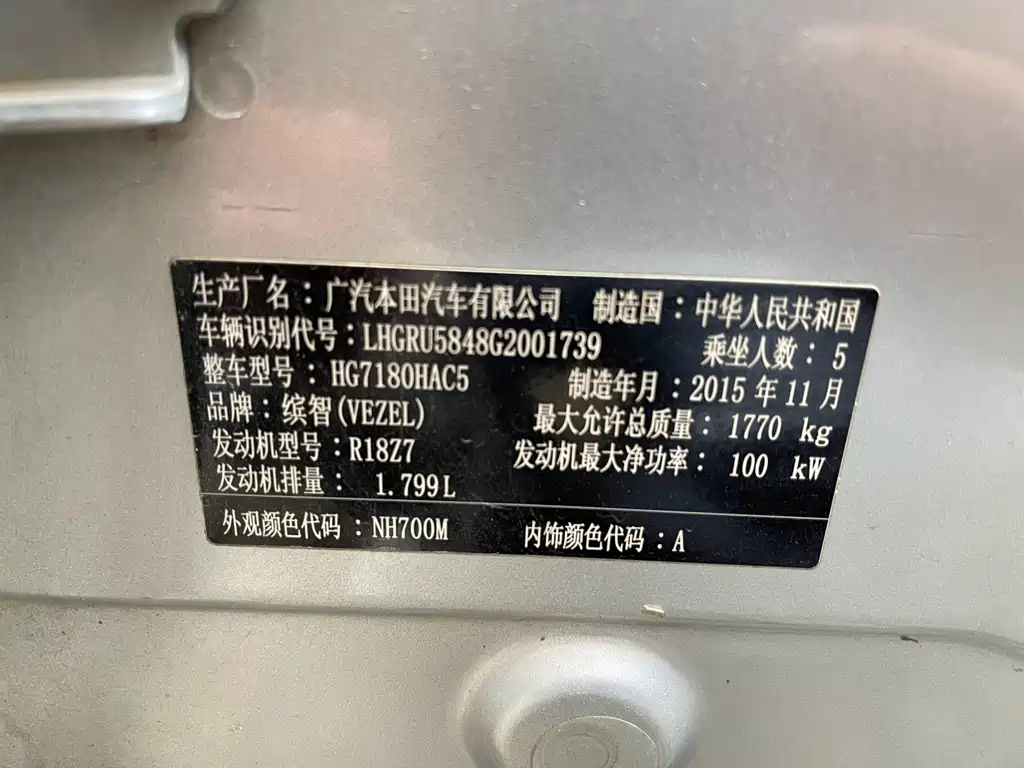 生产厂名：广汽本田汽车有限公司 制造国：中华人民共和国
车辆识别代号：LHGRU5848G2001739 乘坐人数：5
整车型号：HG7180HAC5 制造年月：2015 年 11 月
品牌：缤智(VEZEL) 最大允许总质量：1770 kg
发动机型号：R18Z7 发动机最大净功率：100 kW
发动机排量：1.799L
外观颜色代码：NH700M 内饰颜色代码：A